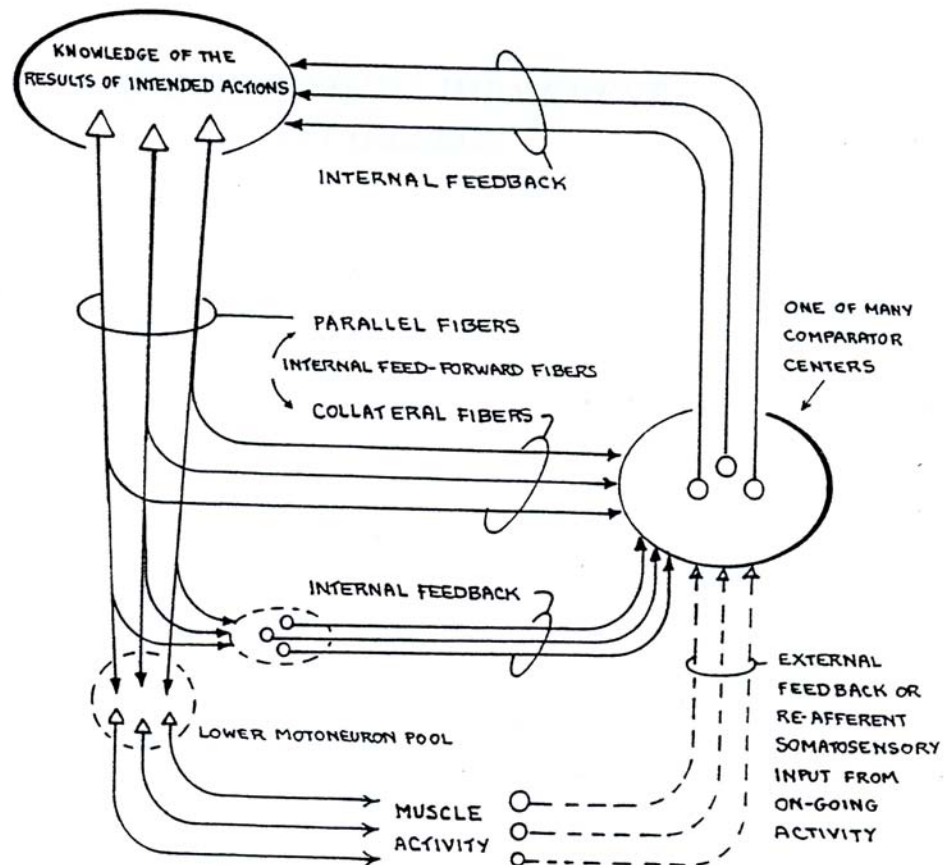 KNOWLEDGE OF THE
RESULTS OF INTENDED ACTIONS
INTERNAL FEEDBACK
PARALLEL FIBERS
INTERNAL FEED-FORWARD FIBERS
COLLATERAL FIBERS
ONE OF MANY
COMPARATOR
CENTERS
INTERNAL FEEDBACK
LOWER MOTONEURON POOL
EXTERNAL
FEEDBACK OR
RE-AFFERENT
SOMATOSENSORY
INPUT FROM
ON-GOING
ACTIVITY
MUSCLE
ACTIVITY